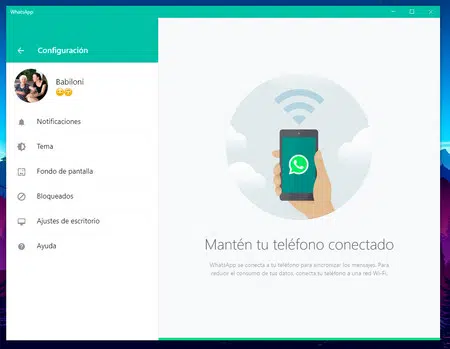 WhatsApp
Configuración
Babiloni
Notificaciones
Tema
Fondo de pantalla
Bloqueados
Ajustes de escritorio
Ayuda
Mantén tu teléfono conectado
WhatsApp se conecta a tu teléfono para sincronizar los mensajes. Para
reducir el consumo de tus datos, conecta tu teléfono a una red Wi-Fi.